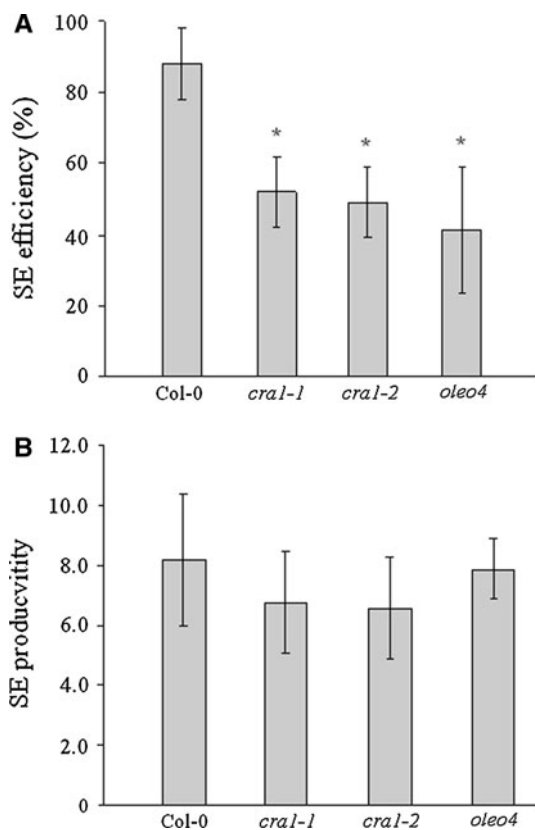 A
SE efficiency (%)
100
80
60
40
20
0
*
*
*
Col-0 cra1-1 cra1-2 oleo4
B
SE producvitity
12.0
10.0
8.0
6.0
4.0
2.0
0
Col-0 cra1-1 cra1-2 oleo4